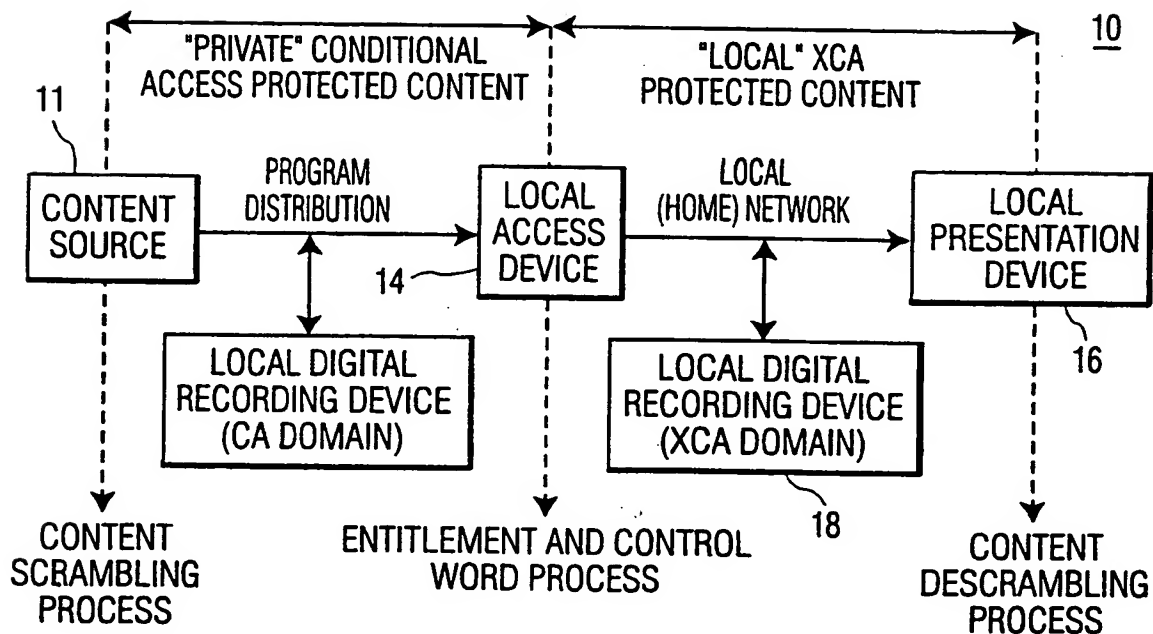 10
"PRIVATE" CONDITIONAL
ACCESS PROTECTED CONTENT
"LOCAL" XCA
PROTECTED CONTENT
11
CONTENT
SOURCE
PROGRAM
DISTRIBUTION
LOCAL
ACCESS
DEVICE
14
LOCAL
(HOME) NETWORK
LOCAL
PRESENTATION
DEVICE
16
LOCAL DIGITAL
RECORDING DEVICE
(CA DOMAIN)
LOCAL DIGITAL
RECORDING DEVICE
(XCA DOMAIN)
18
CONTENT
SCRAMBLING
PROCESS
ENTITLEMENT AND CONTROL
WORD PROCESS
CONTENT
DESCRAMBLING
PROCESS